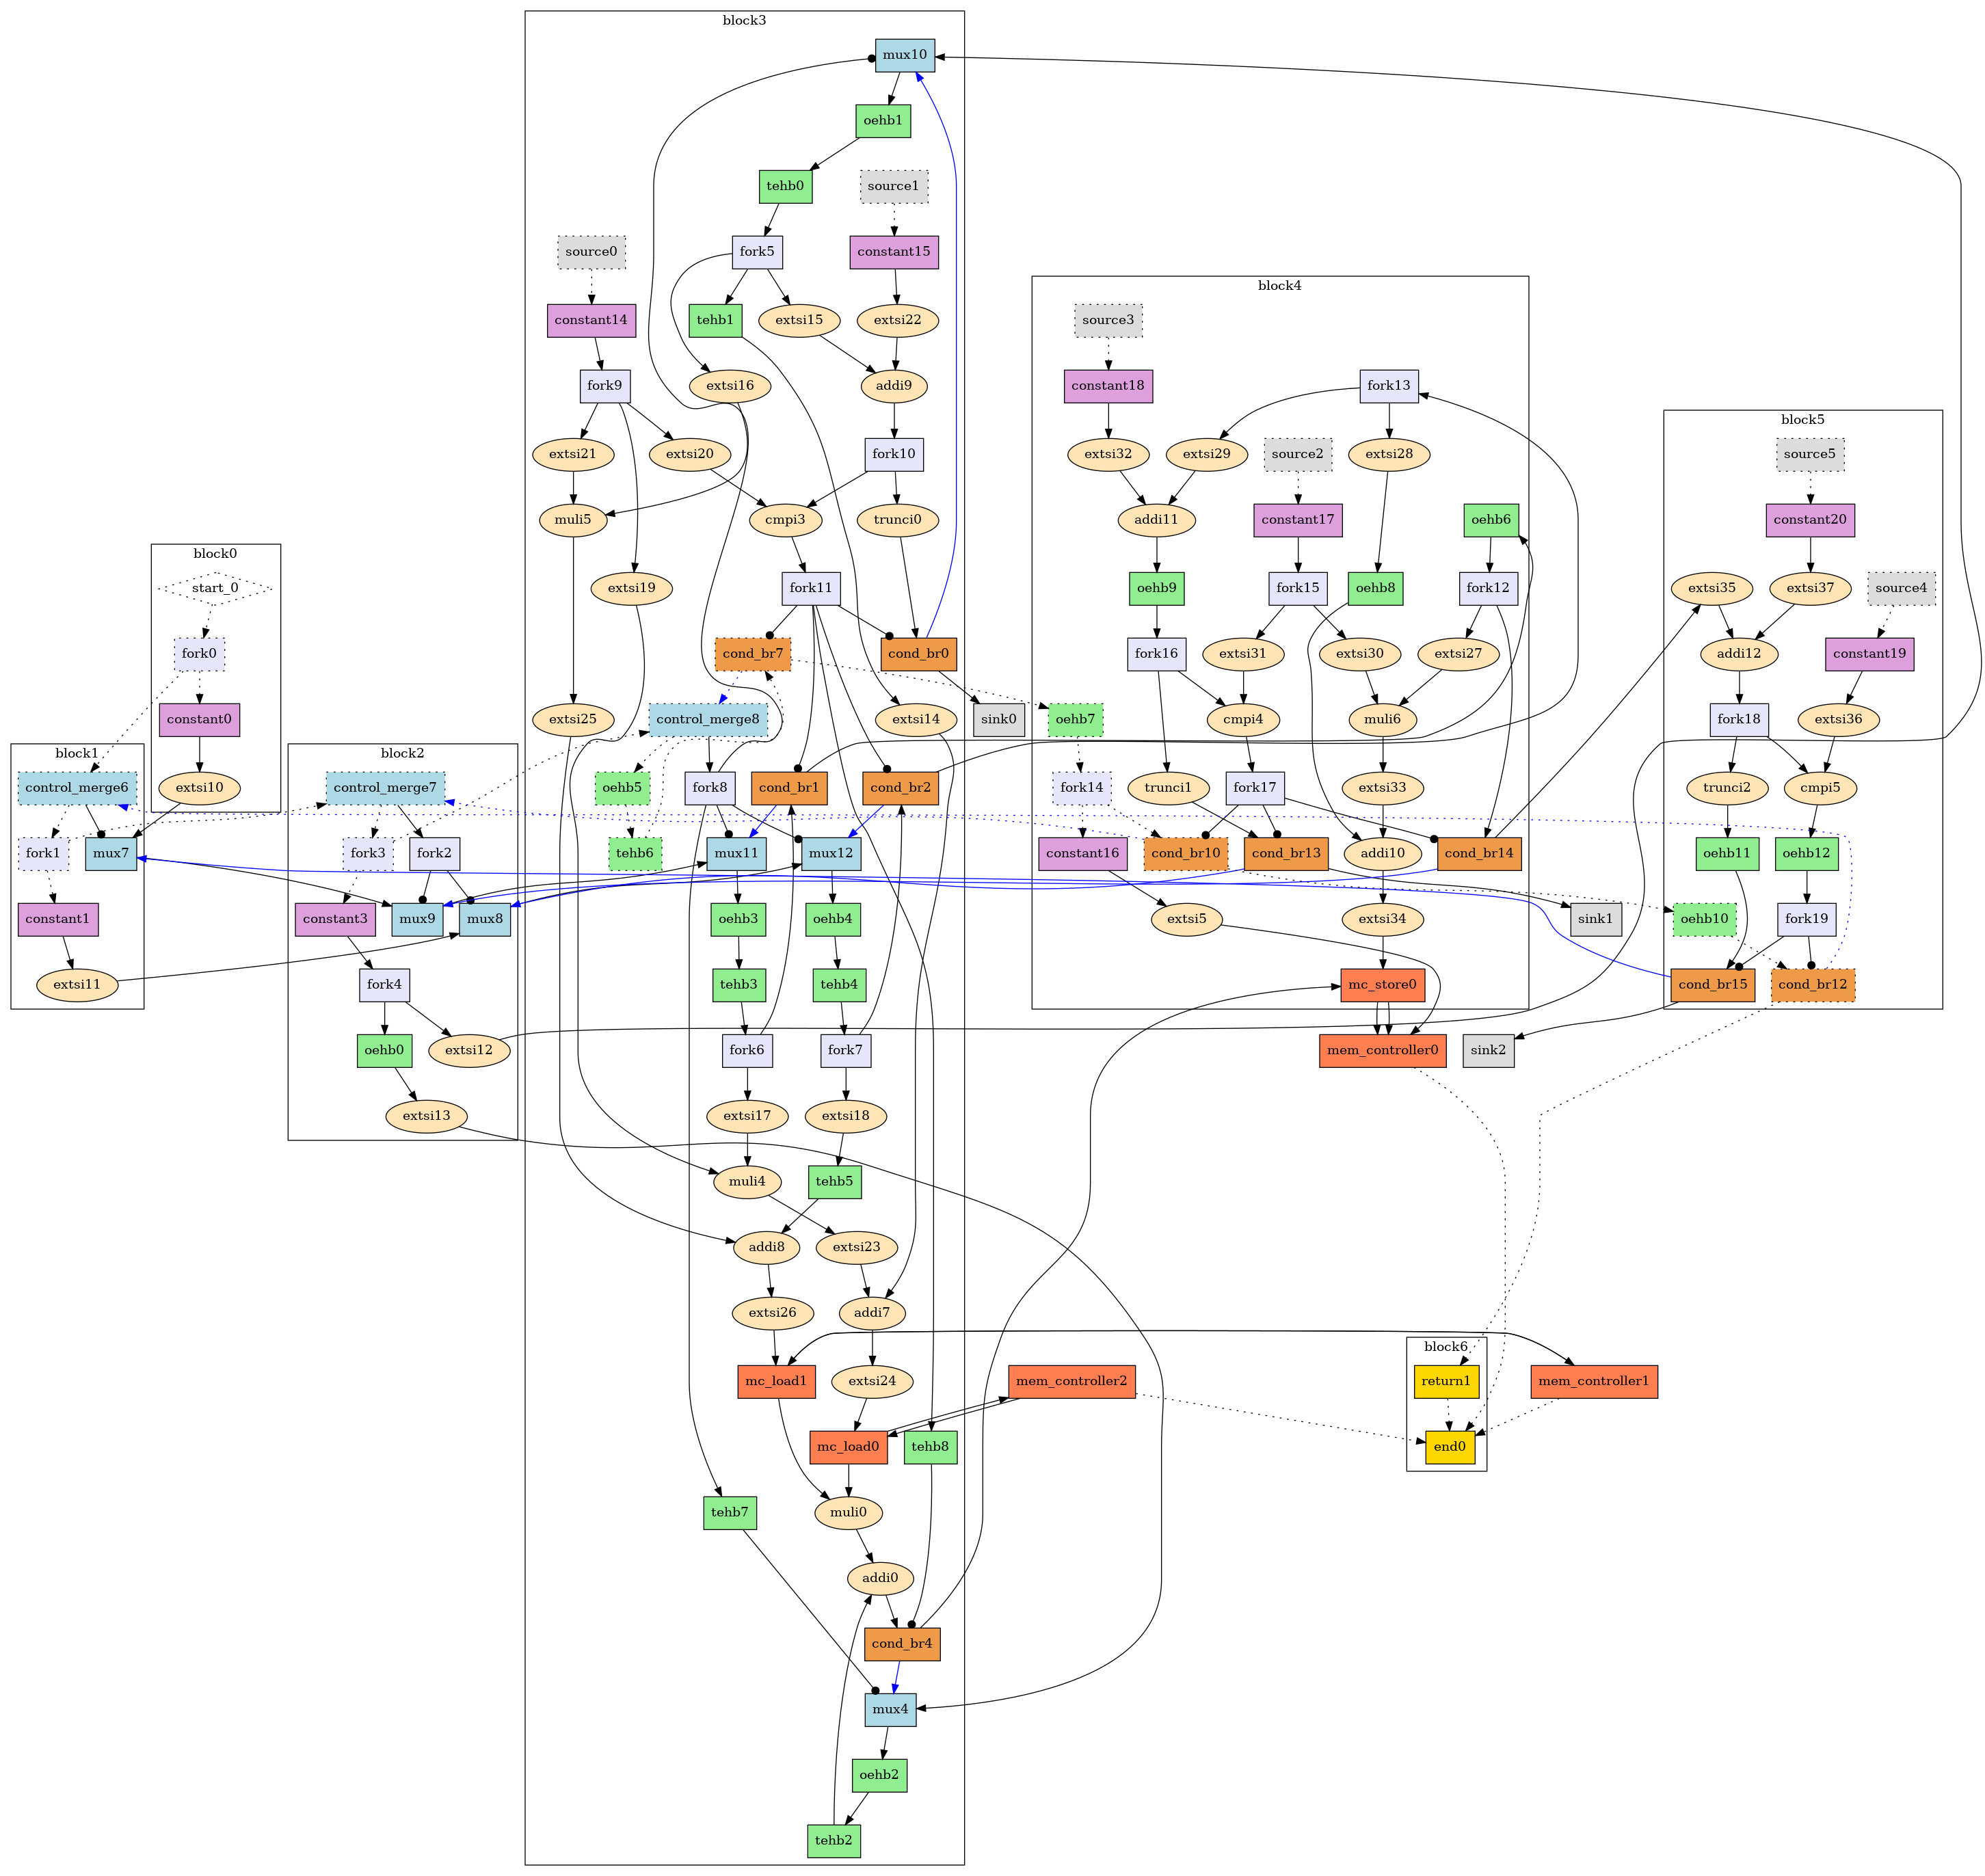 block3
mux10
oehb1
tehb0
source1
source0
fork5
constant15
constant14
tehb1
extsi15
extsi22
fork9
extsi16
addi9
extsi21
extsi20
fork10
muli5
cmpi3
trunci0
extsi19
fork11
cond_br7
cond_br0
extsi25
control_merge8
extsi14
sink0
oehb5
fork8
cond_br1
cond_br2
tehb6
mux11
mux12
oehb3
oehb4
tehb3
tehb4
fork6
fork7
extsi17
extsi18
muli4
tehb5
addi8
extsi23
extsi26
addi7
mc_load1
extsi24
mem_controller2
mc_load0
tehb8
tehb7
muli0
addi0
cond_br4
mux4
oehb2
tehb2
block0
start_0
fork0
constant0
extsi10
block1
control_merge6
fork1
mux7
constant1
extsi11
block2
control_merge7
fork3
fork2
constant3
mux9
mux8
fork4
oehb0
extsi12
extsi13
block4
source3
constant18
fork13
extsi32
extsi29
source2
extsi28
addi11
constant17
oehb6
oehb9
fork15
oehb8
fork12
fork16
extsi31
extsi30
extsi27
oehb7
cmpi4
muli6
fork14
trunci1
fork17
extsi33
constant16
cond_br10
cond_br13
addi10
cond_br14
extsi5
extsi34
sink1
mc_store0
mem_controller0
sink2
block5
source5
constant20
extsi35
extsi37
source4
addi12
constant19
fork18
extsi36
trunci2
cmpi5
oehb11
oehb12
oehb10
fork19
cond_br15
cond_br12
block6
return1
mem_controller1
end0